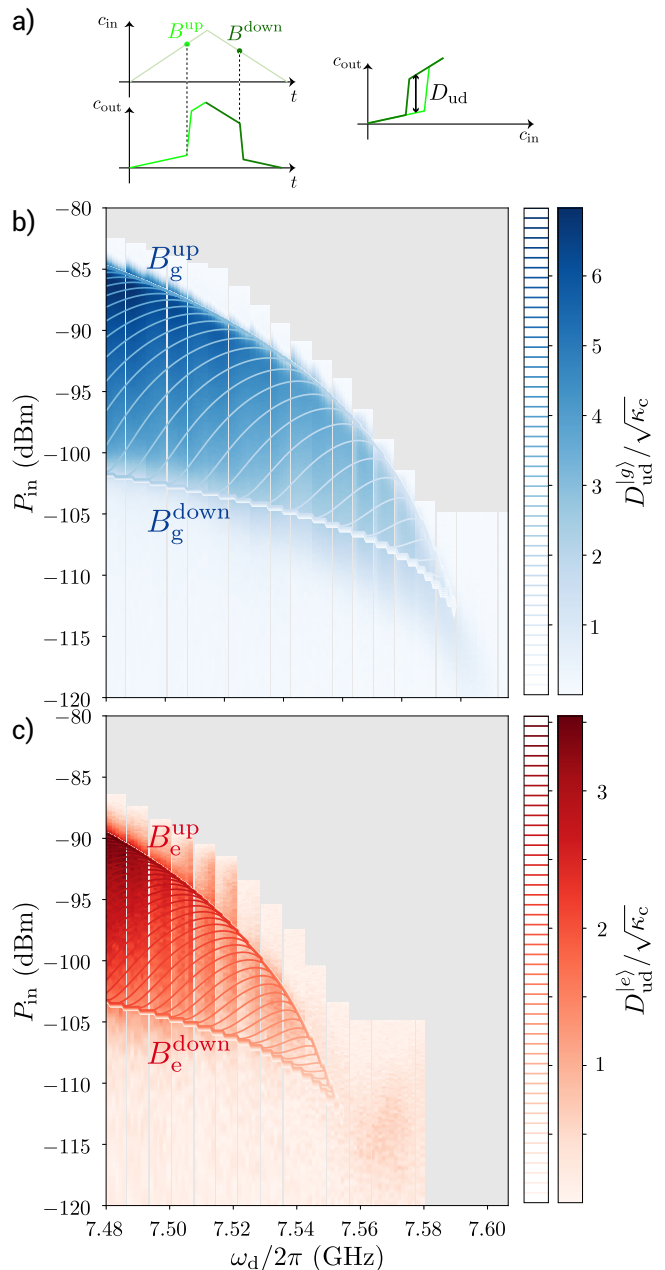 a)
c_in
B^up
B^down
t
c_out
t
c_out
D_ud
c_in
b)
−80
−85
−90
−95
−100
−105
−110
−115
−120
P_in (dBm)
B_g^up
B_g^down
6
5
4
3
2
1
D_ud^|g⟩/√κ_c
c)
−80
−85
−90
−95
−100
−105
−110
−115
−120
P_in (dBm)
B_e^up
B_e^down
3
2
1
D_ud^|e⟩/√κ_c
7.48 7.50 7.52 7.54 7.56 7.58 7.60
ω_d/2π (GHz)